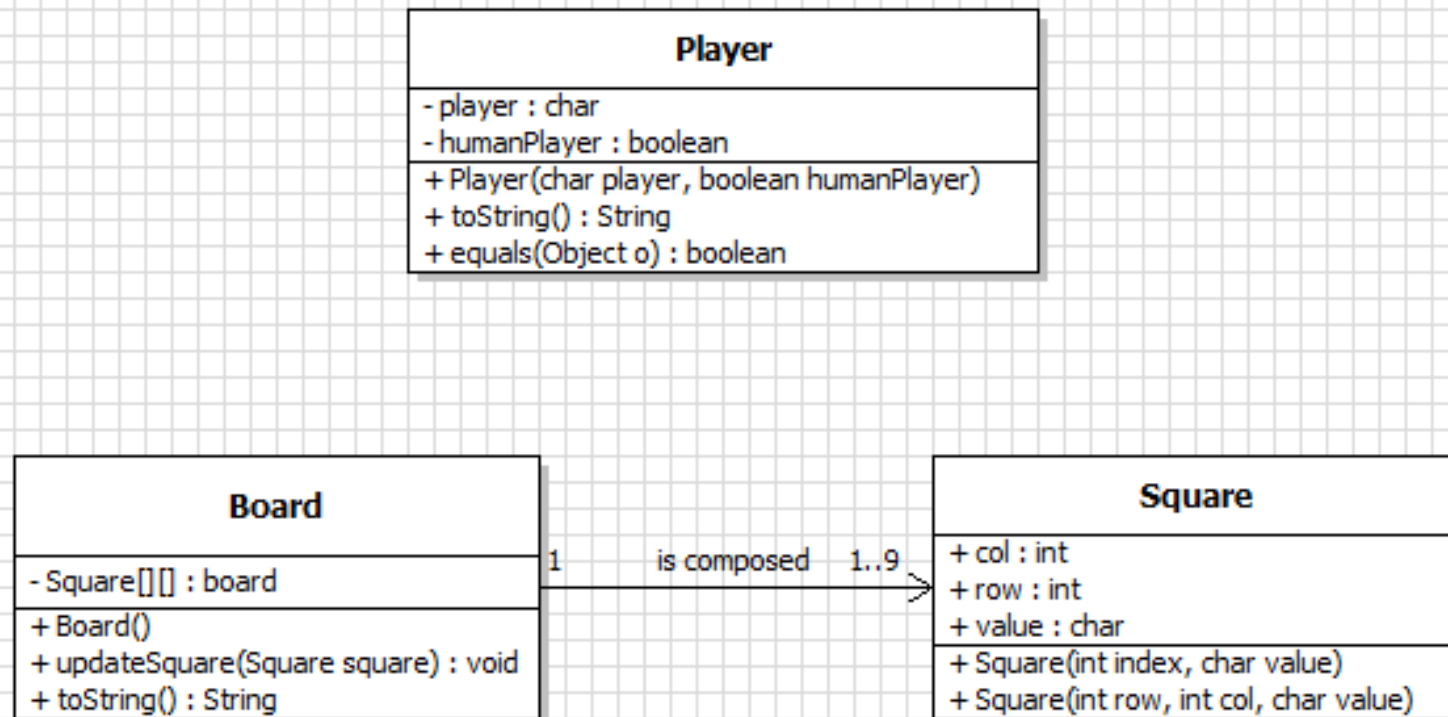 Player
- player : char
- humanPlayer : boolean
+ Player(char player, boolean humanPlayer)
+ toString() : String
+ equals(Object o) : boolean
Board
- Square[][] : board
+ Board()
+ updateSquare(Square square) : void
+ toString() : String
1 is composed 1..9
Square
+ col : int
+ row : int
+ value : char
+ Square(int index, char value)
+ Square(int row, int col, char value)